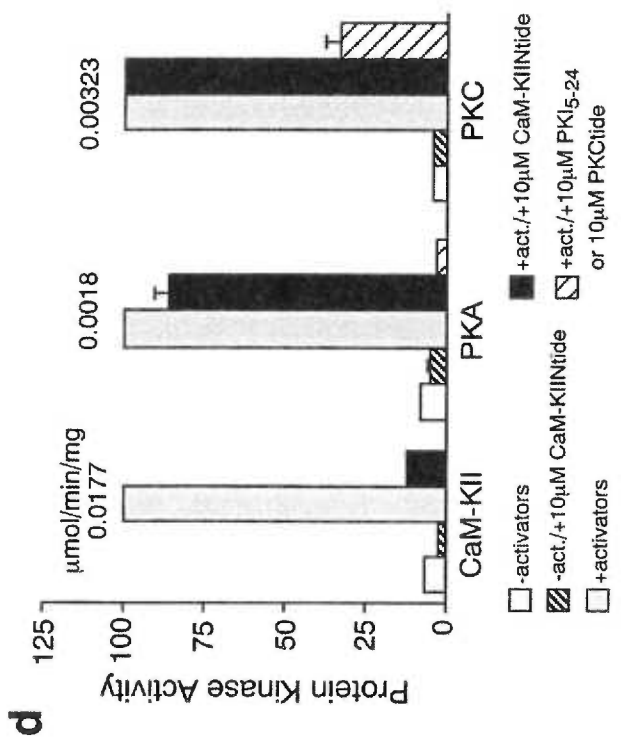 d
Protein Kinase Activity
125
100
75
50
25
0
μmol/min/mg
0.0177
0.0018
0.00323
CaM-KII
PKA
PKC
-activators
-act./+10μM CaM-KIINtide
+activators
+act./+10μM CaM-KIINtide
+act./+10μM PKI5-24
or 10μM PKCtide